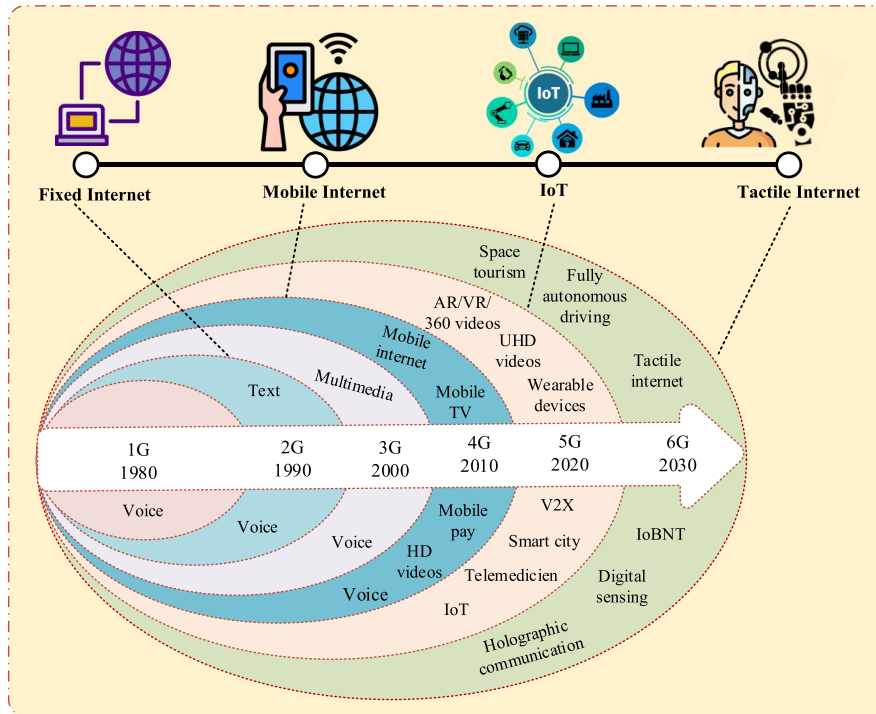 IoT
Fixed Internet
Mobile Internet
IoT
Tactile Internet
Space
tourism
Fully
autonomous
driving
AR/VR/
360 videos
UHD
videos
Wearable
devices
Tactile
internet
Mobile
internet
Mobile
TV
Multimedia
Text
1G
1980
2G
1990
3G
2000
4G
2010
5G
2020
6G
2030
Voice
Voice
Voice
Mobile
pay
HD
videos
Voice
V2X
Smart city
Telemedicien
IoT
IoBNT
Digital
sensing
Holographic
communication